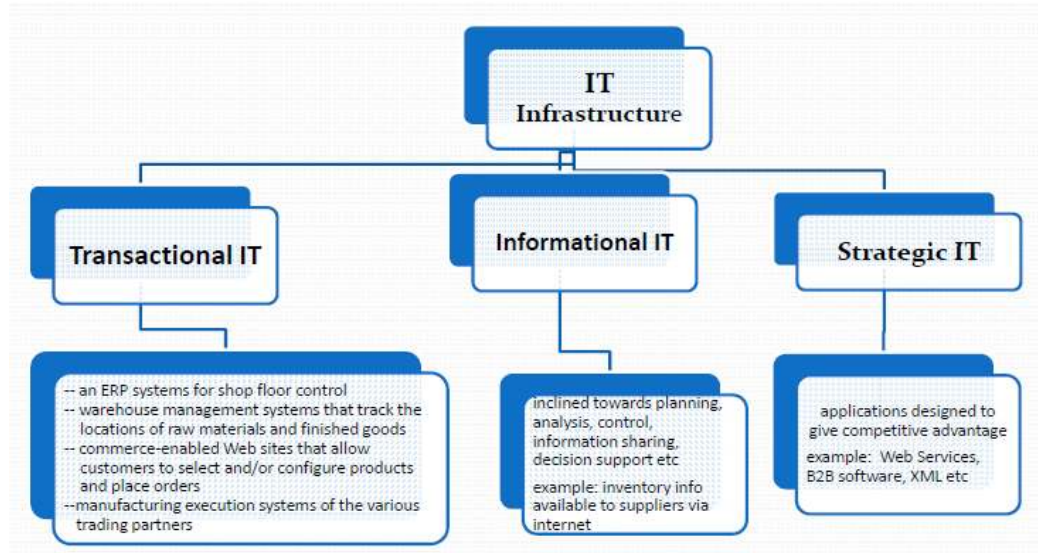 IT
Infrastructure
Transactional IT
Informational IT
Strategic IT
-- an ERP systems for shop floor control
-- warehouse management systems that track the
locations of raw materials and finished goods
-- commerce-enabled Web sites that allow
customers to select and/or configure products
and place orders
--manufacturing execution systems of the various
trading partners
inclined towards planning,
analysis, control,
information sharing,
decision support etc
example: inventory info
available to suppliers via
internet
applications designed to
give competitive advantage
example: Web Services,
B2B software, XML etc